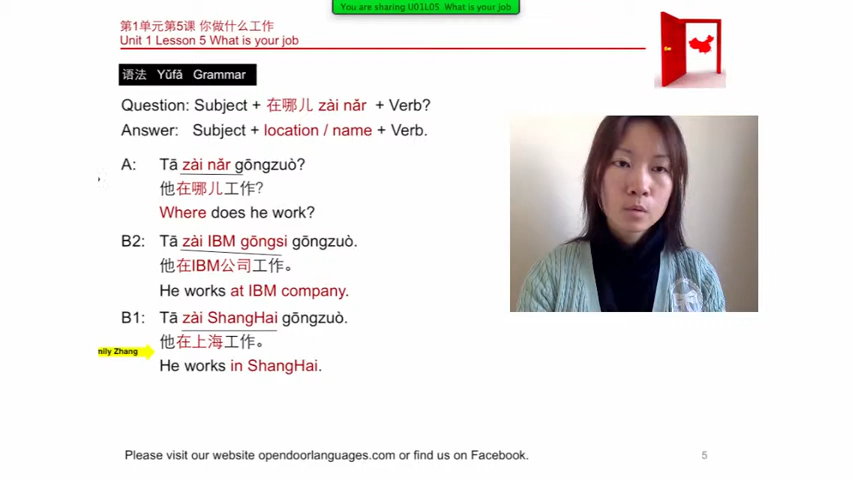 You are sharing U01L05 What is your job
第1单元第5课 你做什么工作
Unit 1 Lesson 5 What is your job
语法 Yŭfă Grammar
Question: Subject + 在哪儿 zài năr + Verb?
Answer: Subject + location / name + Verb.
A: Tā zài năr gōngzuò?
他在哪儿工作?
Where does he work?
B2: Tā zài IBM gōngsi gōngzuò.
他在IBM公司工作。
He works at IBM company.
B1: Tā zài ShangHai gōngzuò.
他在上海工作。
mily Zhang
He works in ShangHai.
Please visit our website opendoorlanguages.com or find us on Facebook.
5